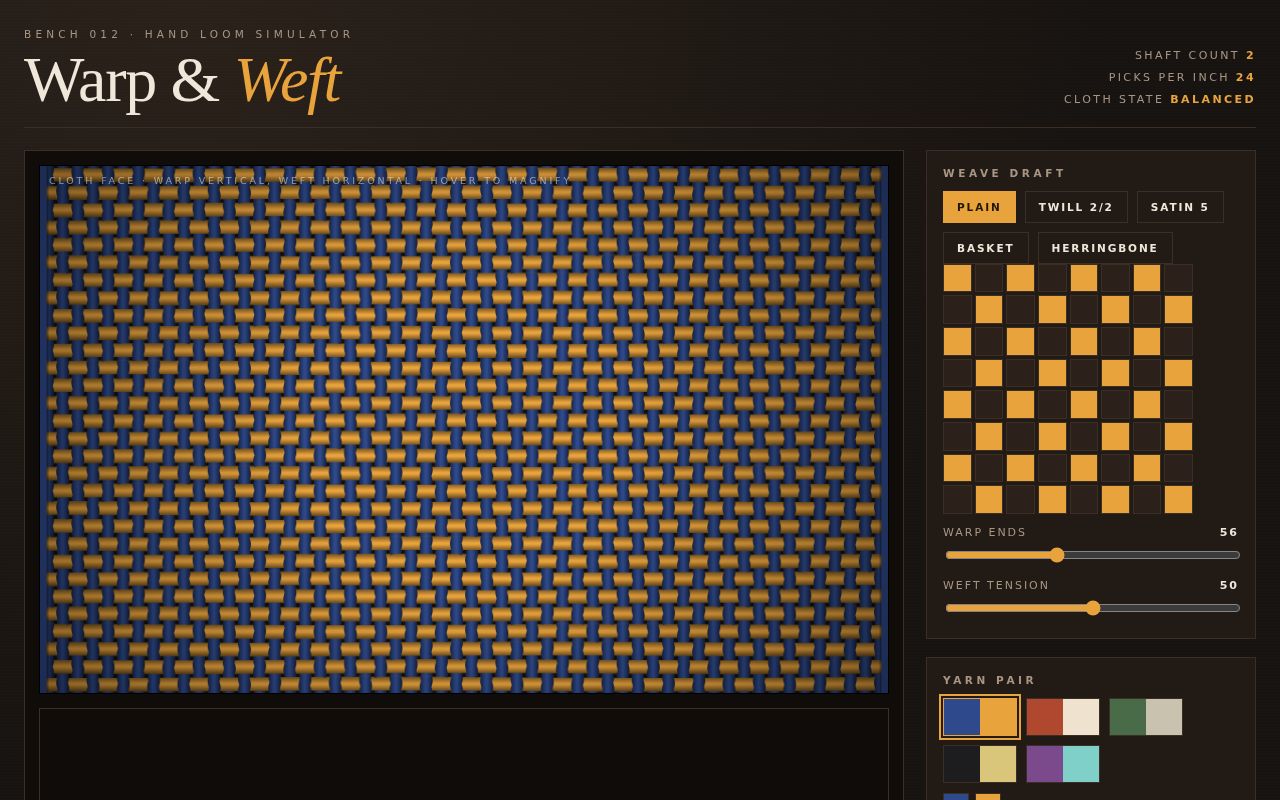 BENCH 012 · HAND LOOM SIMULATOR
Warp & Weft
SHAFT COUNT 2
PICKS PER INCH 24
CLOTH STATE BALANCED
CLOTH FACE · WARP VERTICAL, WEFT HORIZONTAL · HOVER TO MAGNIFY
WEAVE DRAFT
PLAIN TWILL 2/2 SATIN 5
BASKET HERRINGBONE
WARP ENDS 56
WEFT TENSION 50
YARN PAIR